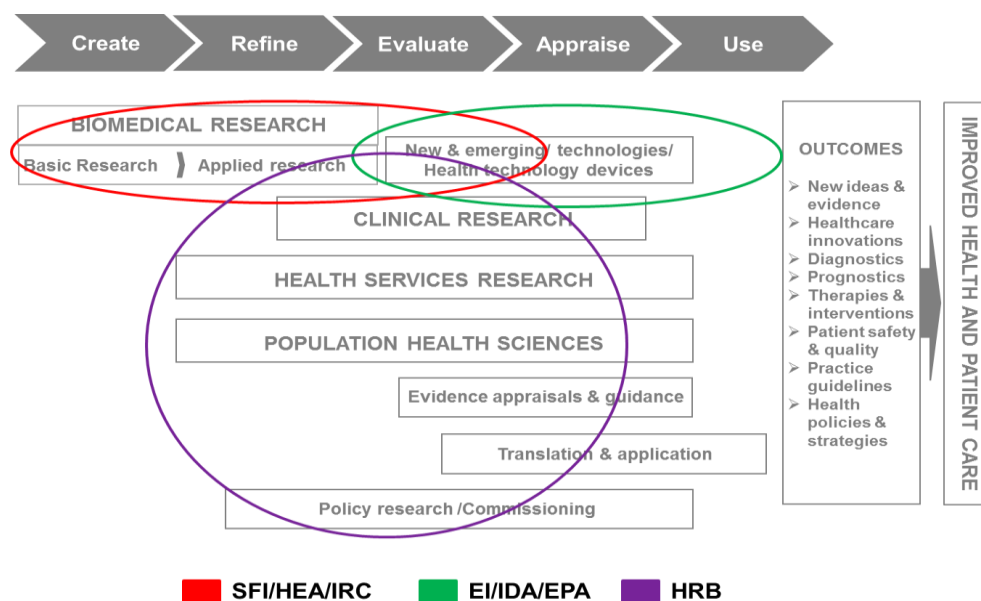 Create
Refine
Evaluate
Appraise
Use
BIOMEDICAL RESEARCH
Basic Research
Applied research
New & emerging/ technologies/
Health technology devices
CLINICAL RESEARCH
HEALTH SERVICES RESEARCH
POPULATION HEALTH SCIENCES
Evidence appraisals & guidance
Translation & application
Policy research /Commissioning
OUTCOMES
New ideas &
evidence
Healthcare
innovations
Diagnostics
Prognostics
Therapies &
interventions
Patient safety
& quality
Practice
guidelines
Health
policies &
strategies
IMPROVED HEALTH AND PATIENT CARE
SFI/HEA/IRC
EI/IDA/EPA
HRB